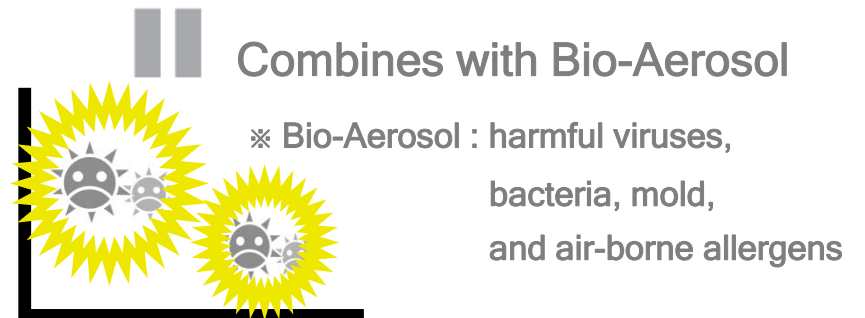 Combines with Bio-Aerosol
※ Bio-Aerosol : harmful viruses,
bacteria, mold,
and air-borne allergens